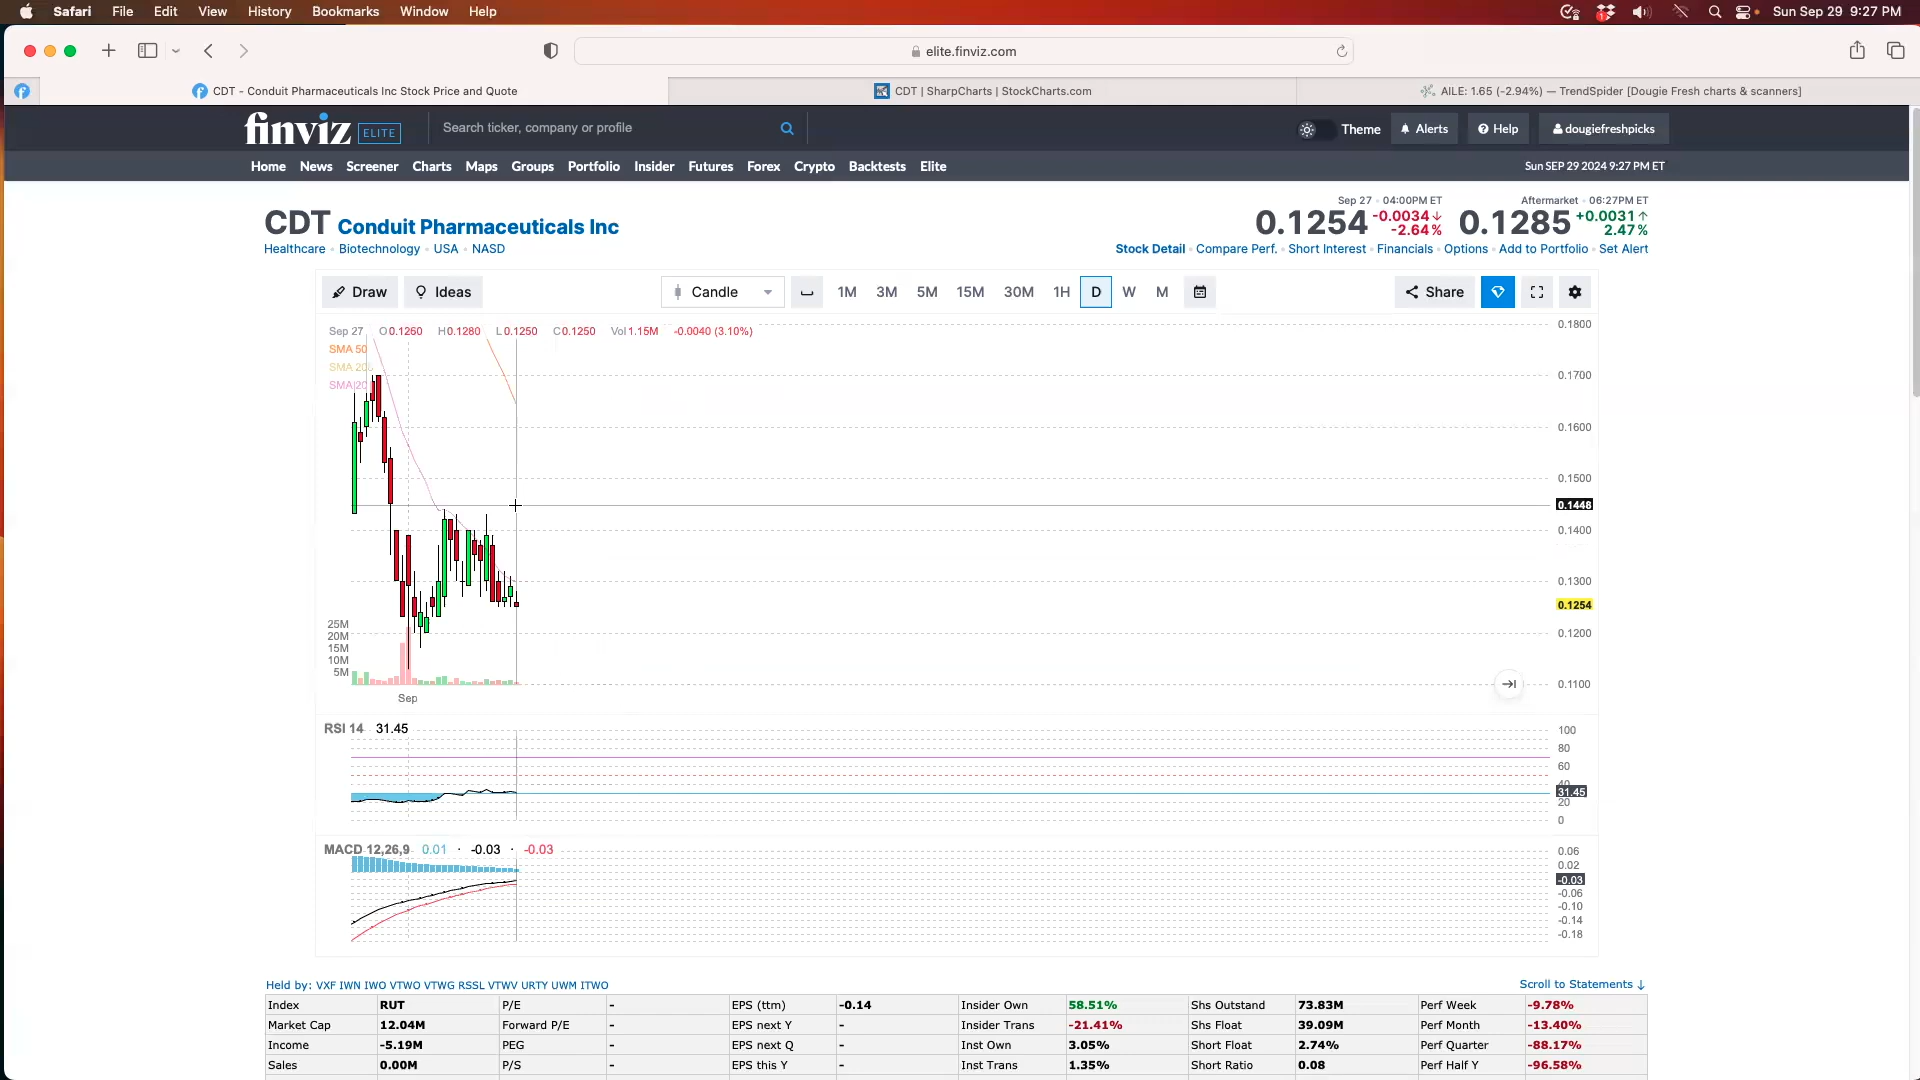 Safari File Edit View History Bookmarks Window Help Sun Sep 29 9:27 PM
elite.finviz.com
CDT - Conduit Pharmaceuticals Inc Stock Price and Quote
CDT | SharpCharts | StockCharts.com
AILE: 1.65 (-2.94%) — TrendSpider [Dougie Fresh charts & scanners]
finviz ELITE Search ticker, company or profile Theme Alerts Help dougiefreshpicks
Home News Screener Charts Maps Groups Portfolio Insider Futures Forex Crypto Backtests Elite Sun SEP 29 2024 9:27 PM ET
Sep 27 · 04:00PM ET Aftermarket · 06:27PM ET
CDT Conduit Pharmaceuticals Inc 0.1254 -0.0034↓ -2.64% 0.1285 +0.0031↑ 2.47%
Healthcare · Biotechnology · USA · NASD Stock Detail · Compare Perf. · Short Interest · Financials · Options · Add to Portfolio · Set Alert
Draw Ideas Candle 1M 3M 5M 15M 30M 1H D W M Share
Sep 27 O 0.1260 H 0.1280 L 0.1250 C 0.1250 Vol 1.15M -0.0040 (3.10%)
SMA 50
SMA 200
SMA 20
0.1800
0.1700
0.1600
0.1500
0.1448
0.1400
0.1300
0.1254
0.1200
0.1100
25M
20M
15M
10M
5M
Sep
RSI 14 31.45
100
80
60
40
31.45
20
0
MACD 12,26,9 0.01 · -0.03 · -0.03
0.06
0.02
-0.03
-0.06
-0.10
-0.14
-0.18
Held by: VXF IWN IWO VTWO VTWG RSSL VTWV URTY UWM ITWO Scroll to Statements ↓
Index RUT P/E - EPS (ttm) -0.14 Insider Own 58.51% Shs Outstand 73.83M Perf Week -9.78%
Market Cap 12.04M Forward P/E - EPS next Y - Insider Trans -21.41% Shs Float 39.09M Perf Month -13.40%
Income -5.19M PEG - EPS next Q - Inst Own 3.05% Short Float 2.74% Perf Quarter -88.17%
Sales 0.00M P/S - EPS this Y - Inst Trans 1.35% Short Ratio 0.08 Perf Half Y -96.58%